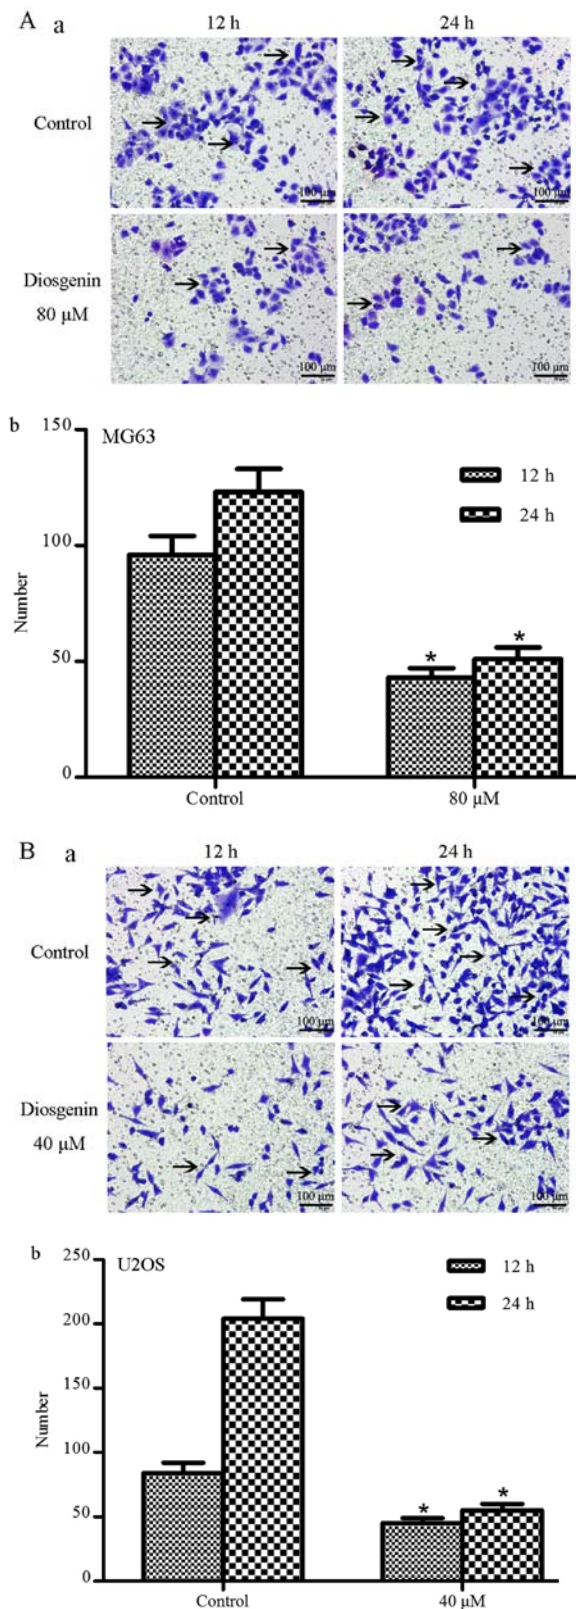 A a 12 h 24 h
Control
100 μm 100 μm
Diosgenin
80 μM
100 μm 100 μm
b
MG63
150
100
50
0
Number
12 h
24 h
*
*
Control 80 μM
B a 12 h 24 h
Control
100 μm 100 μm
Diosgenin
40 μM
100 μm 100 μm
b
U2OS
250
200
150
100
50
0
Number
12 h
24 h
*
*
Control 40 μM